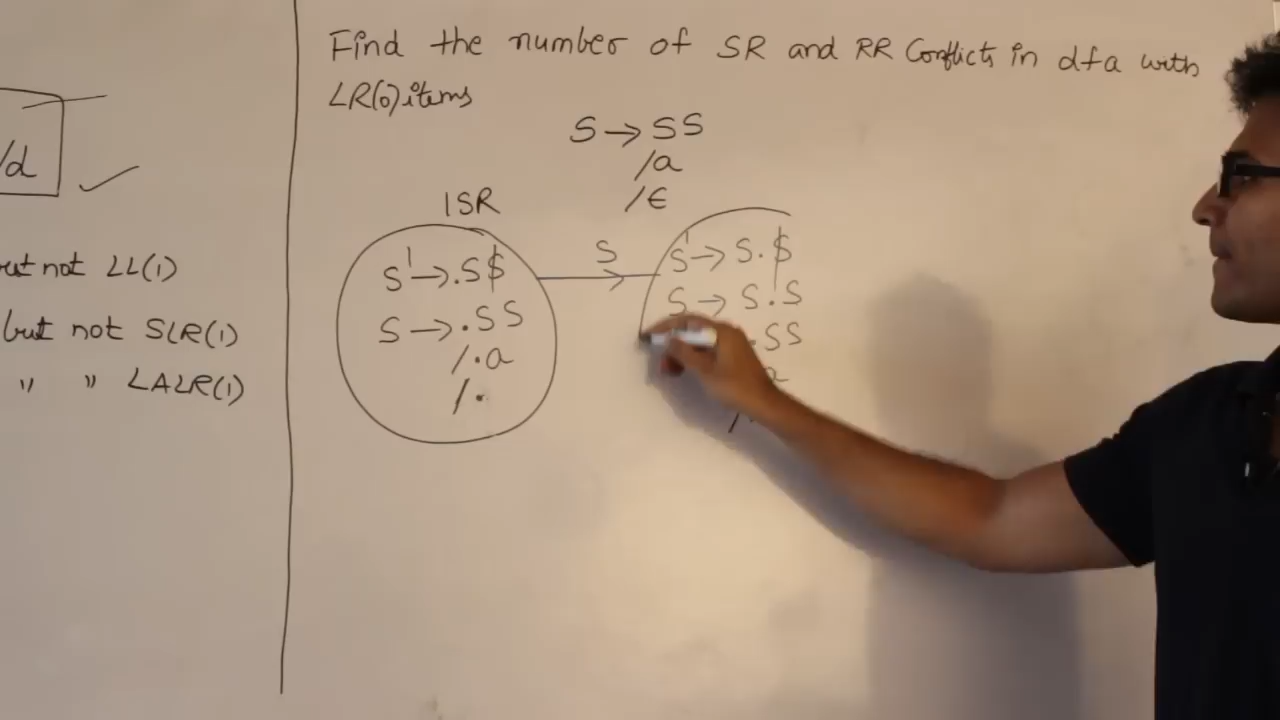 /d
but not LL(1)
but not SLR(1)
" " LALR(1)
Find the number of SR and RR Conflicts in dfa with
LR(0) items
S → SS
/a
/ϵ
1SR
S' → .S$
S → .SS
/.a
/.
S
S' → S.$
S → S.S
.SS
a
/.